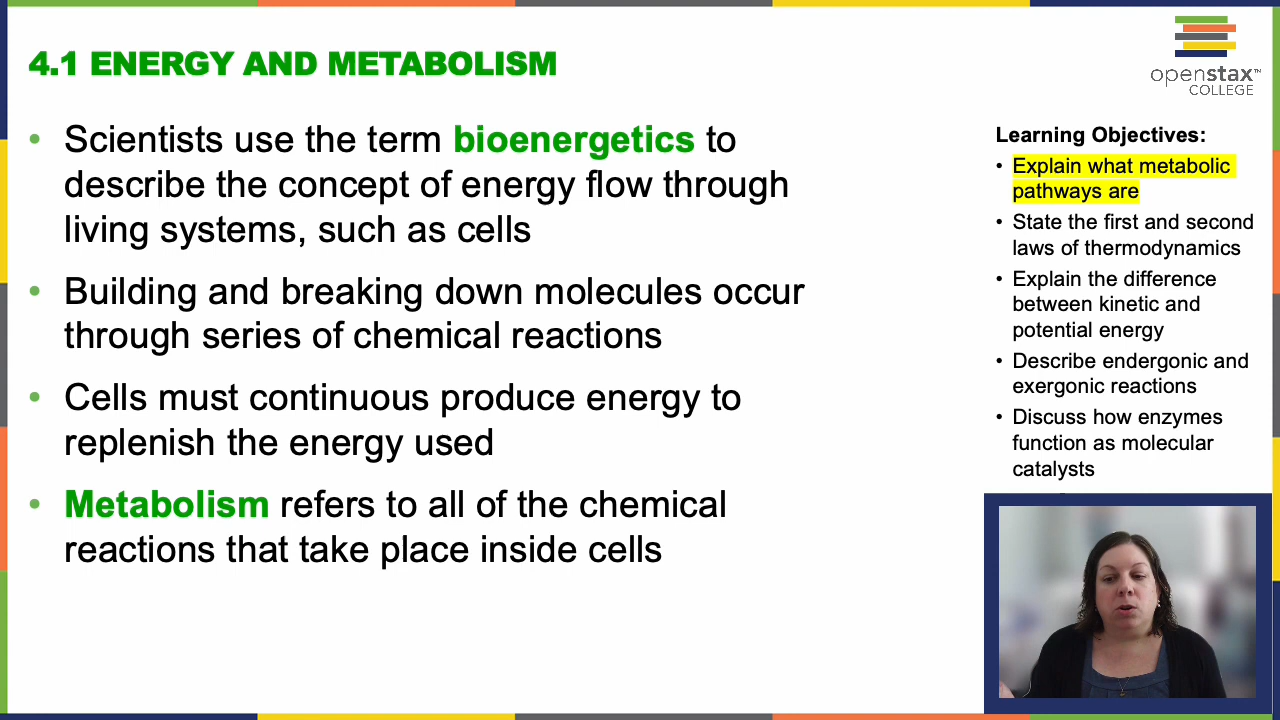 4.1 ENERGY AND METABOLISM
openstax™
COLLEGE
• Scientists use the term bioenergetics to
describe the concept of energy flow through
living systems, such as cells
• Building and breaking down molecules occur
through series of chemical reactions
• Cells must continuous produce energy to
replenish the energy used
• Metabolism refers to all of the chemical
reactions that take place inside cells
Learning Objectives:
• Explain what metabolic
pathways are
• State the first and second
laws of thermodynamics
• Explain the difference
between kinetic and
potential energy
• Describe endergonic and
exergonic reactions
• Discuss how enzymes
function as molecular
catalysts